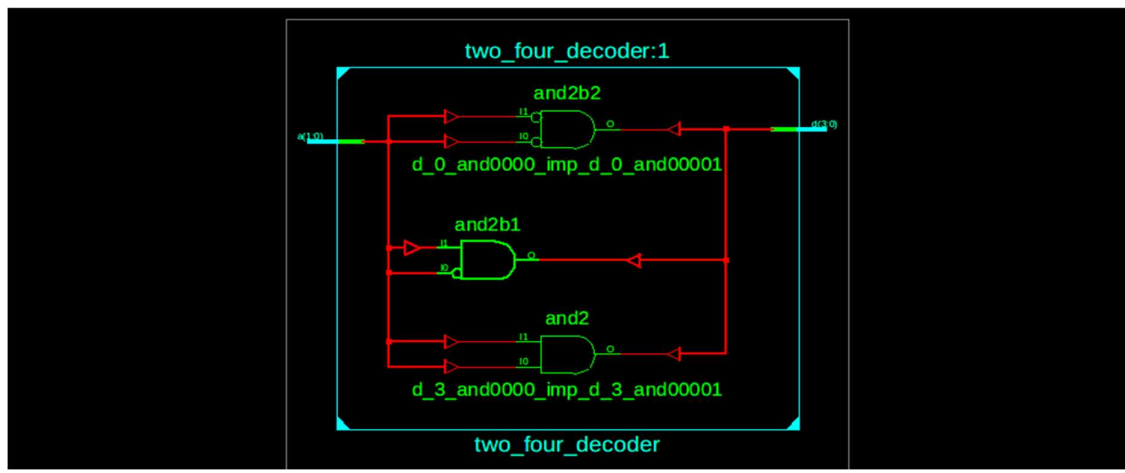 two_four_decoder:1
and2b2
a(1:0)
I1
O
d(3:0)
I0
d_0_and0000_imp_d_0_and00001
and2b1
I1
O
I0
and2
I1
O
I0
d_3_and0000_imp_d_3_and00001
two_four_decoder